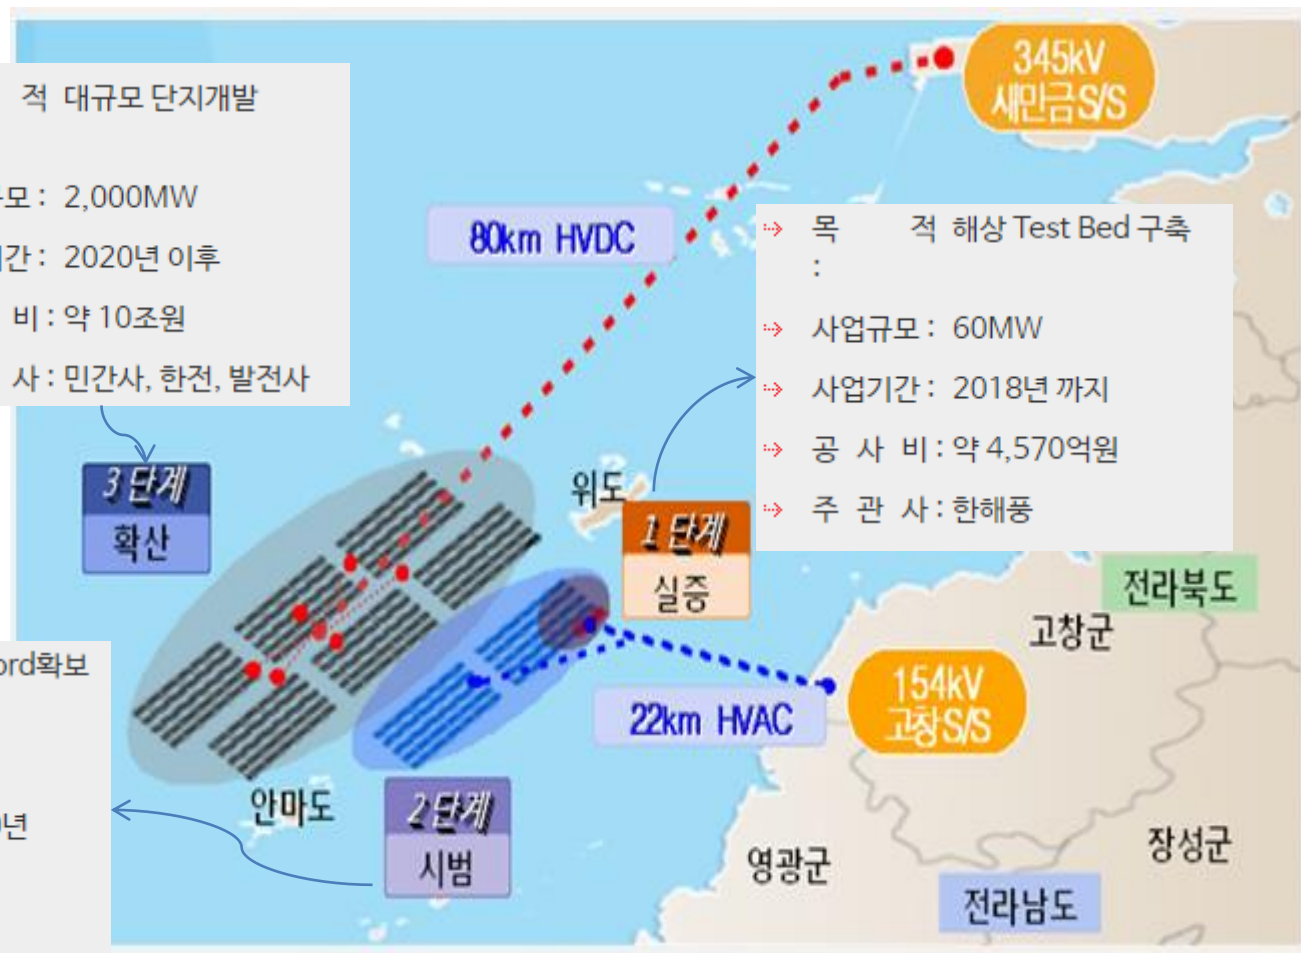 345kV
새만금S/S
적 대규모 단지개발
모 : 2,000MW
간 : 2020년 이후
비 : 약 10조원
사 : 민간사, 한전, 발전사
80km HVDC
목 적 해상 Test Bed 구축
:
사업규모 : 60MW
사업기간 : 2018년 까지
공 사 비 : 약 4,570억원
주 관 사 : 한해풍
3 단계
확산
위도
1 단계
실증
전라북도
고창군
ord확보
154kV
고창S/S
22km HVAC
안마도
2 단계
시범
년
영광군
장성군
전라남도